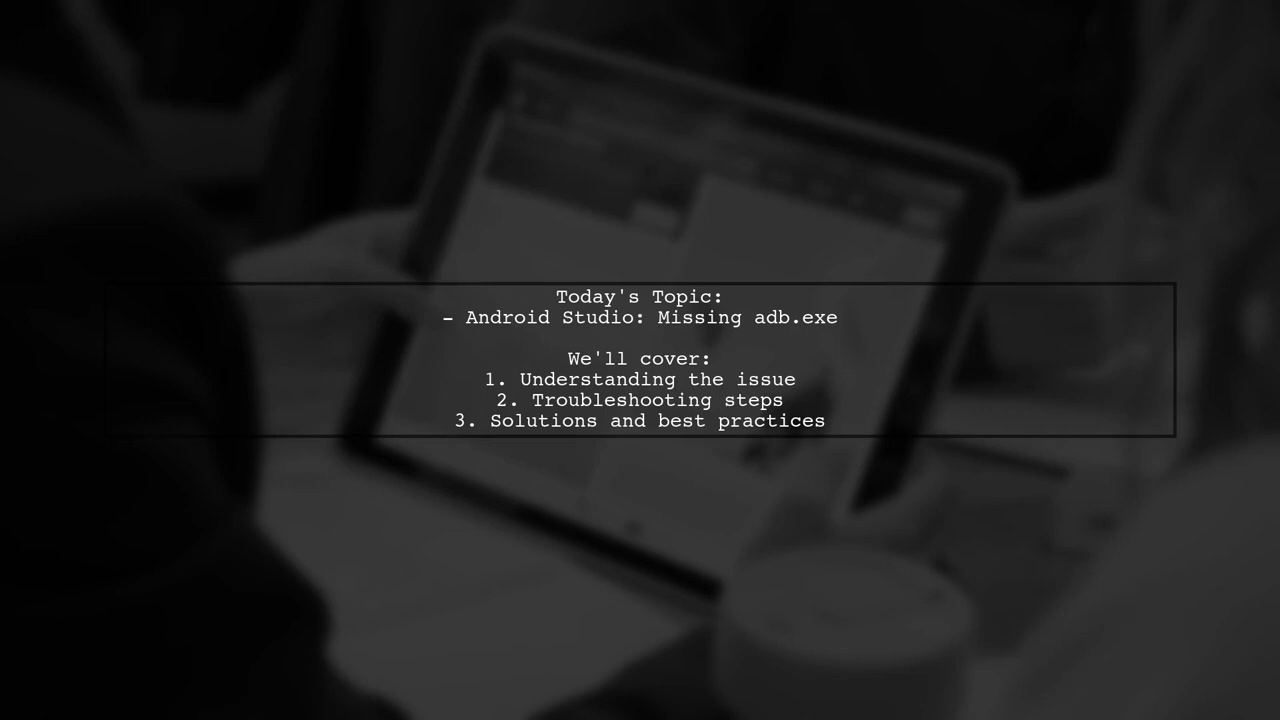 Today's Topic:
- Android Studio: Missing adb.exe
We'll cover:
1. Understanding the issue
2. Troubleshooting steps
3. Solutions and best practices